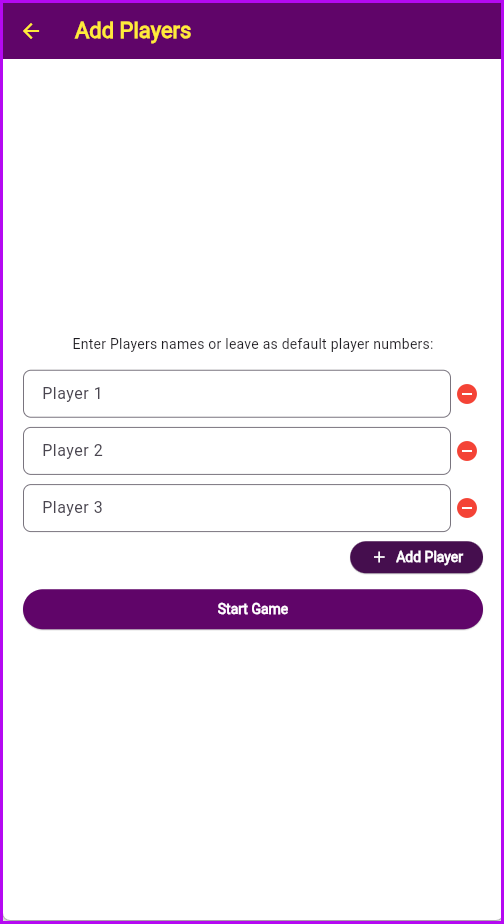 Add Players
Enter Players names or leave as default player numbers:
Player 1
Player 2
Player 3
Add Player
Start Game